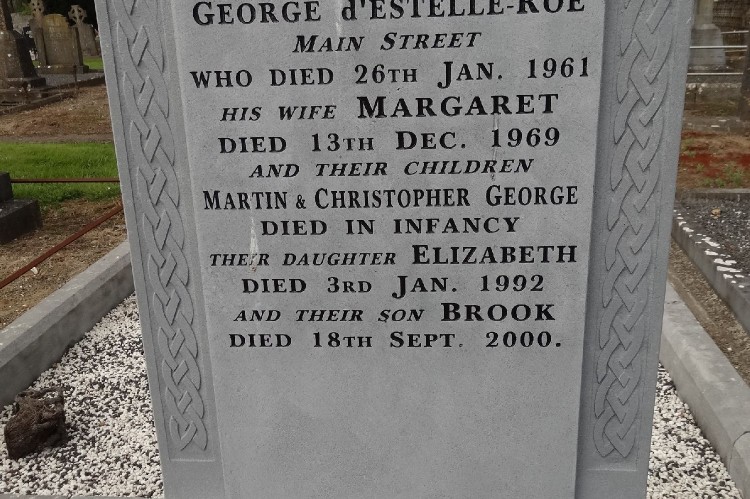 GEORGE d'ESTELLE-ROE
MAIN STREET
WHO DIED 26TH JAN. 1961
HIS WIFE MARGARET
DIED 13TH DEC. 1969
AND THEIR CHILDREN
MARTIN & CHRISTOPHER GEORGE
DIED IN INFANCY
THEIR DAUGHTER ELIZABETH
DIED 3RD JAN. 1992
AND THEIR SON BROOK
DIED 18TH SEPT. 2000.